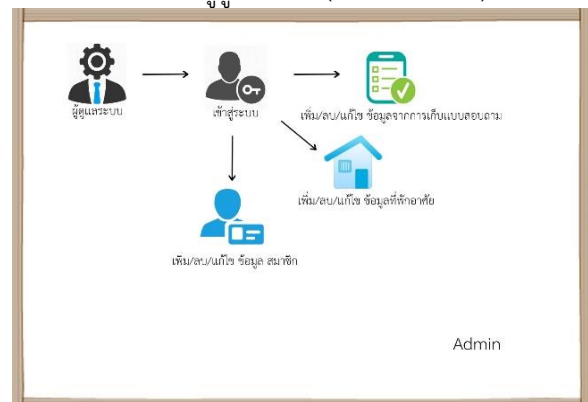 ผู้ดูแลระบบ
เข้าสู่ระบบ
เพิ่ม/ลบ/แก้ไข ข้อมูลจากการเก็บแบบสอบถาม
เพิ่ม/ลบ/แก้ไข ข้อมูลที่พักอาศัย
เพิ่ม/ลบ/แก้ไข ข้อมูล สมาชิก
Admin